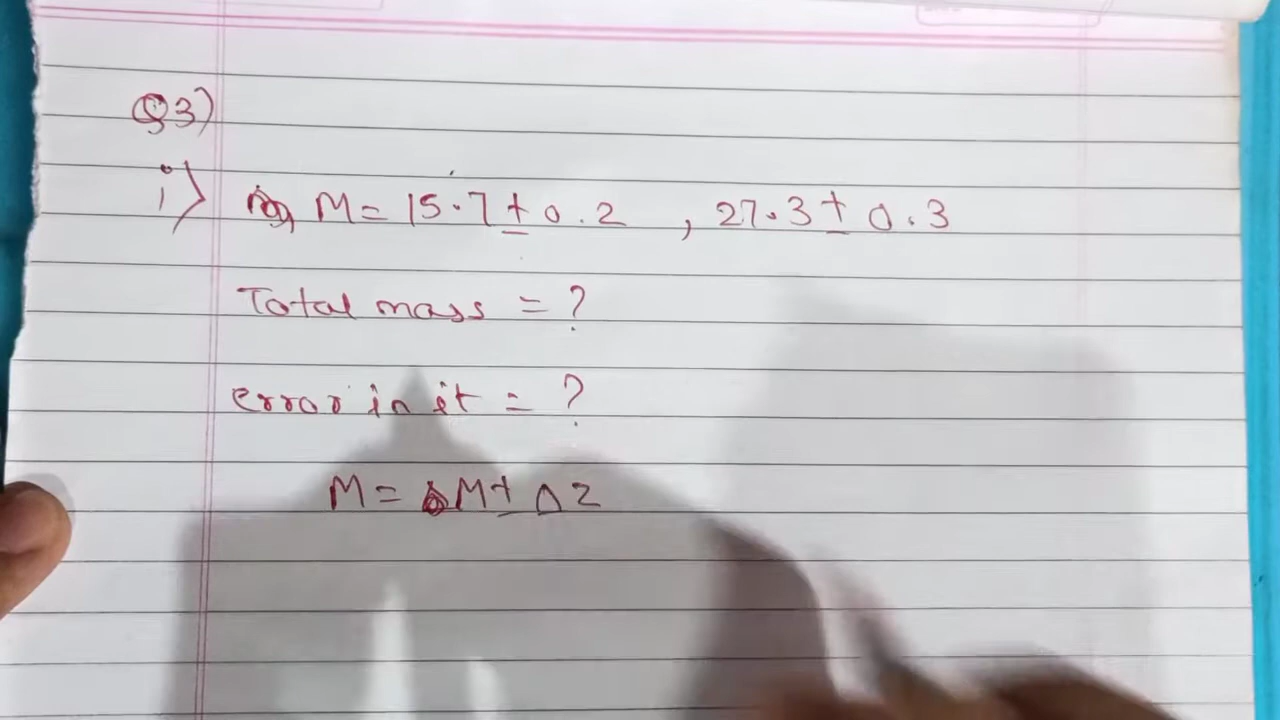 Q3)
i) M = 15.7 ± 0.2 , 27.3 ± 0.3
Total mass = ?
error in it = ?
M = M ± Δ2